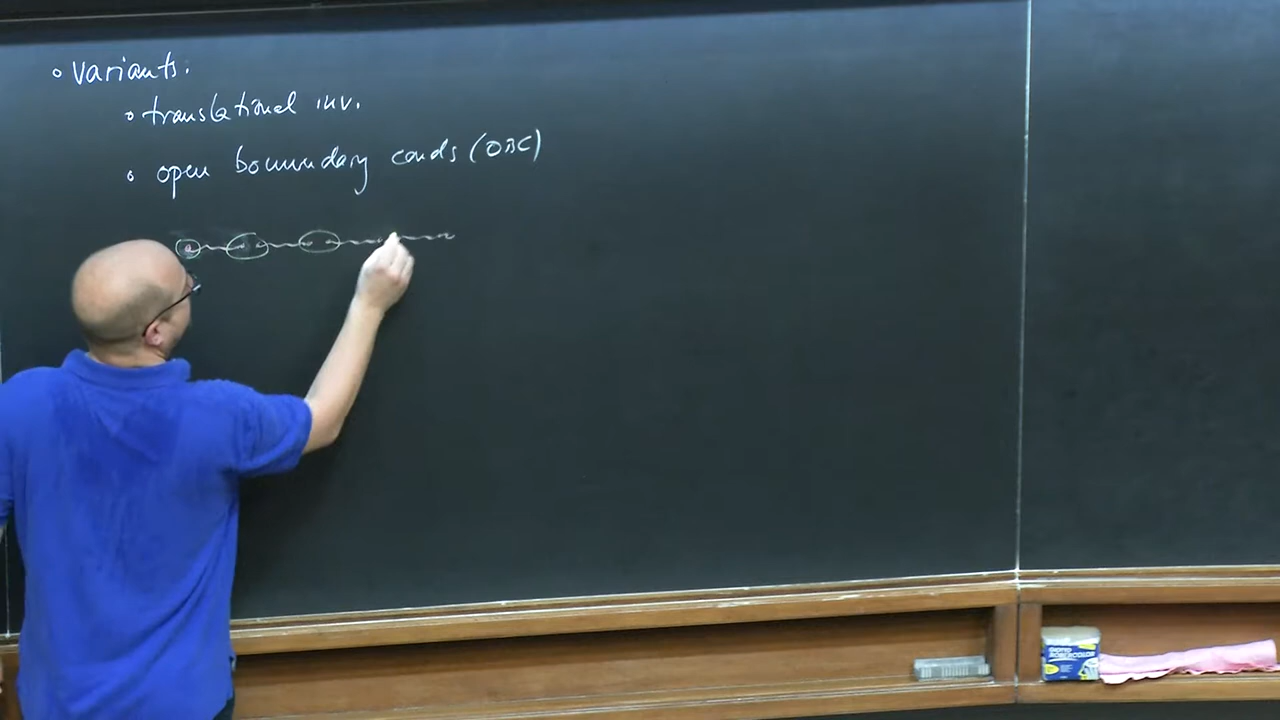 ∘ Variants:
∘ translational inv.
∘ open boundary conds (OBC)